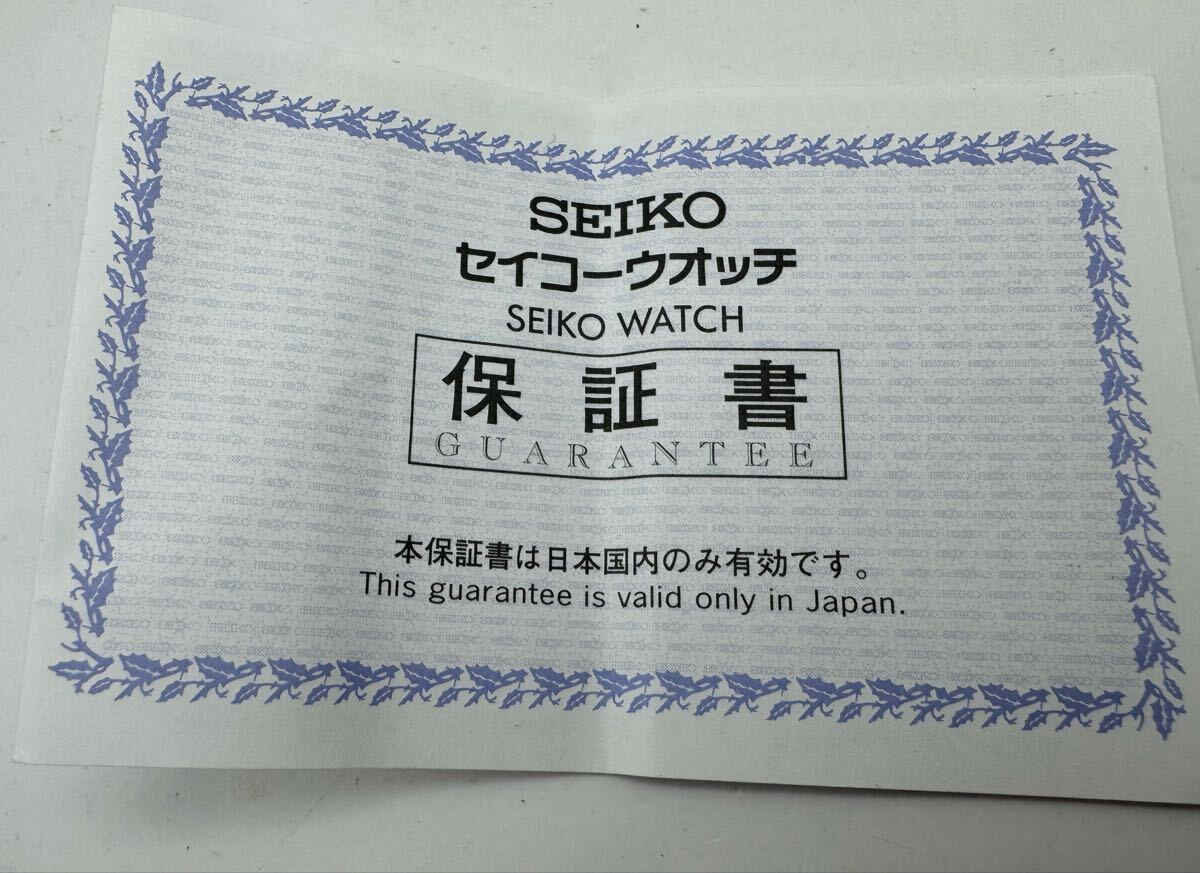 SEIKO
セイコーウオッチ
SEIKO WATCH
保証書
GUARANTEE
本保証書は日本国内のみ有効です。
This guarantee is valid only in Japan.